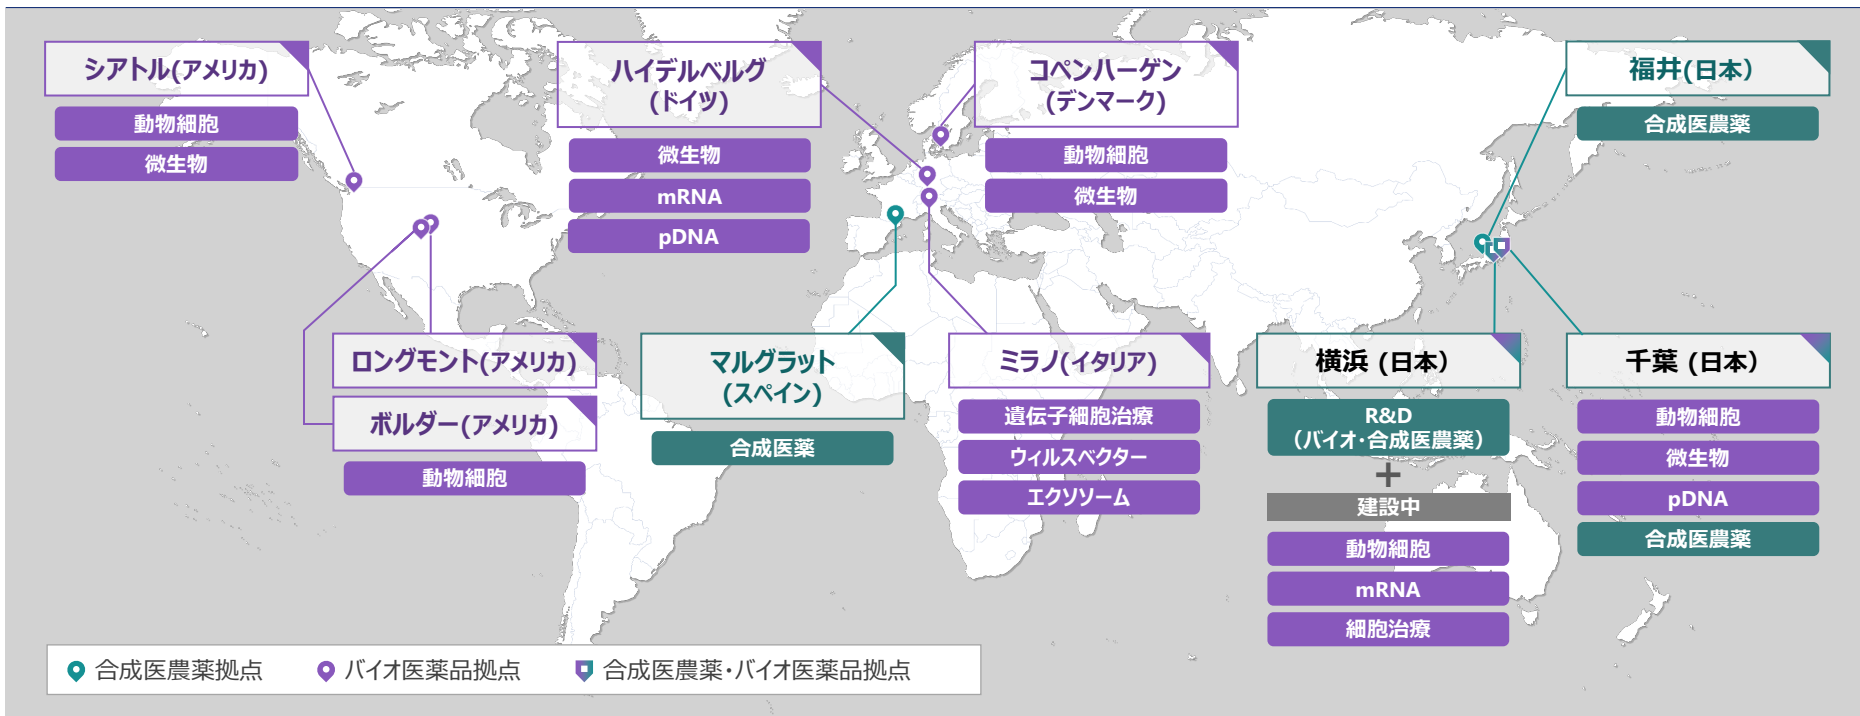 シアトル(アメリカ)
動物細胞
微生物
ハイデルベルグ
(ドイツ)
微生物
mRNA
pDNA
コペンハーゲン
(デンマーク)
動物細胞
微生物
福井(日本)
合成医農薬
ロングモント(アメリカ)
ボルダー(アメリカ)
動物細胞
マルグラット
(スペイン)
合成医薬
ミラノ(イタリア)
遺伝子細胞治療
ウィルスベクター
エクソソーム
横浜 (日本)
R&D
(バイオ・合成医農薬)
+
建設中
動物細胞
mRNA
細胞治療
千葉 (日本)
動物細胞
微生物
pDNA
合成医農薬
合成医農薬拠点
バイオ医薬品拠点
合成医農薬・バイオ医薬品拠点